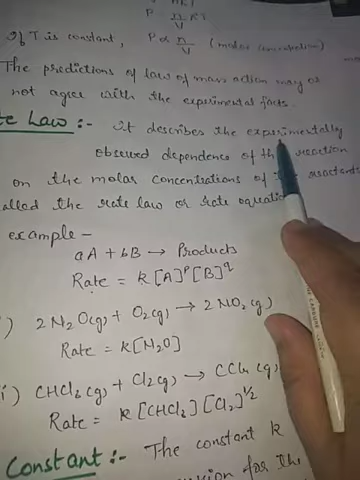 P = n/V RT
If T is constant, P ∝ n/V (molar concentration)
The predictions of law of mass action may or
not agree with the experimental facts.
Law :- It describes the experimentally
observed dependence of the reaction
on the molar concentrations of the reactants
called the rate law or rate equation
example -
aA + bB → Products
Rate = k[A]^p[B]^q
) 2N₂O(g) + O₂(g) → 2NO₂(g)
Rate = k[N₂O]
i) CHCl₃(g) + Cl₂(g) → CCl₄(g)
Rate = k[CHCl₃][Cl₂]^1/2
Constant :- The constant k
for the